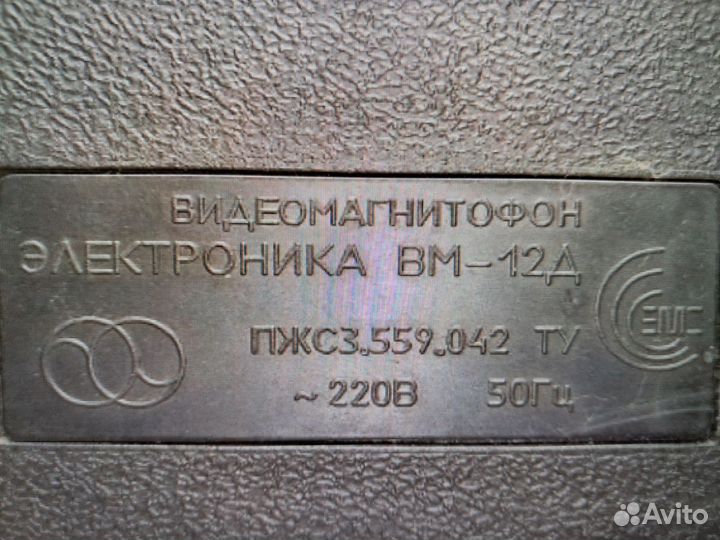 ВИДЕОМАГНИТОФОН
ЭЛЕКТРОНИКА ВМ-12Д
ПЖС3.559.042 ТУ
~ 220В 50Гц
ЕМС
Avito